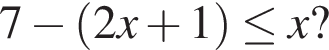 7 − (2x + 1) ≤ x?